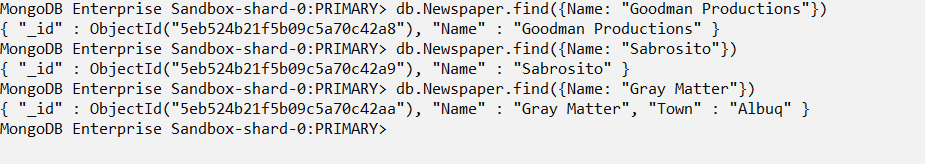 MongoDB Enterprise Sandbox-shard-0:PRIMARY> db.Newspaper.find({Name: "Goodman Productions"})
{ "_id" : ObjectId("5eb524b21f5b09c5a70c42a8"), "Name" : "Goodman Productions" }
MongoDB Enterprise Sandbox-shard-0:PRIMARY> db.Newspaper.find({Name: "Sabrosito"})
{ "_id" : ObjectId("5eb524b21f5b09c5a70c42a9"), "Name" : "Sabrosito" }
MongoDB Enterprise Sandbox-shard-0:PRIMARY> db.Newspaper.find({Name: "Gray Matter"})
{ "_id" : ObjectId("5eb524b21f5b09c5a70c42aa"), "Name" : "Gray Matter", "Town" : "Albuq" }
MongoDB Enterprise Sandbox-shard-0:PRIMARY>